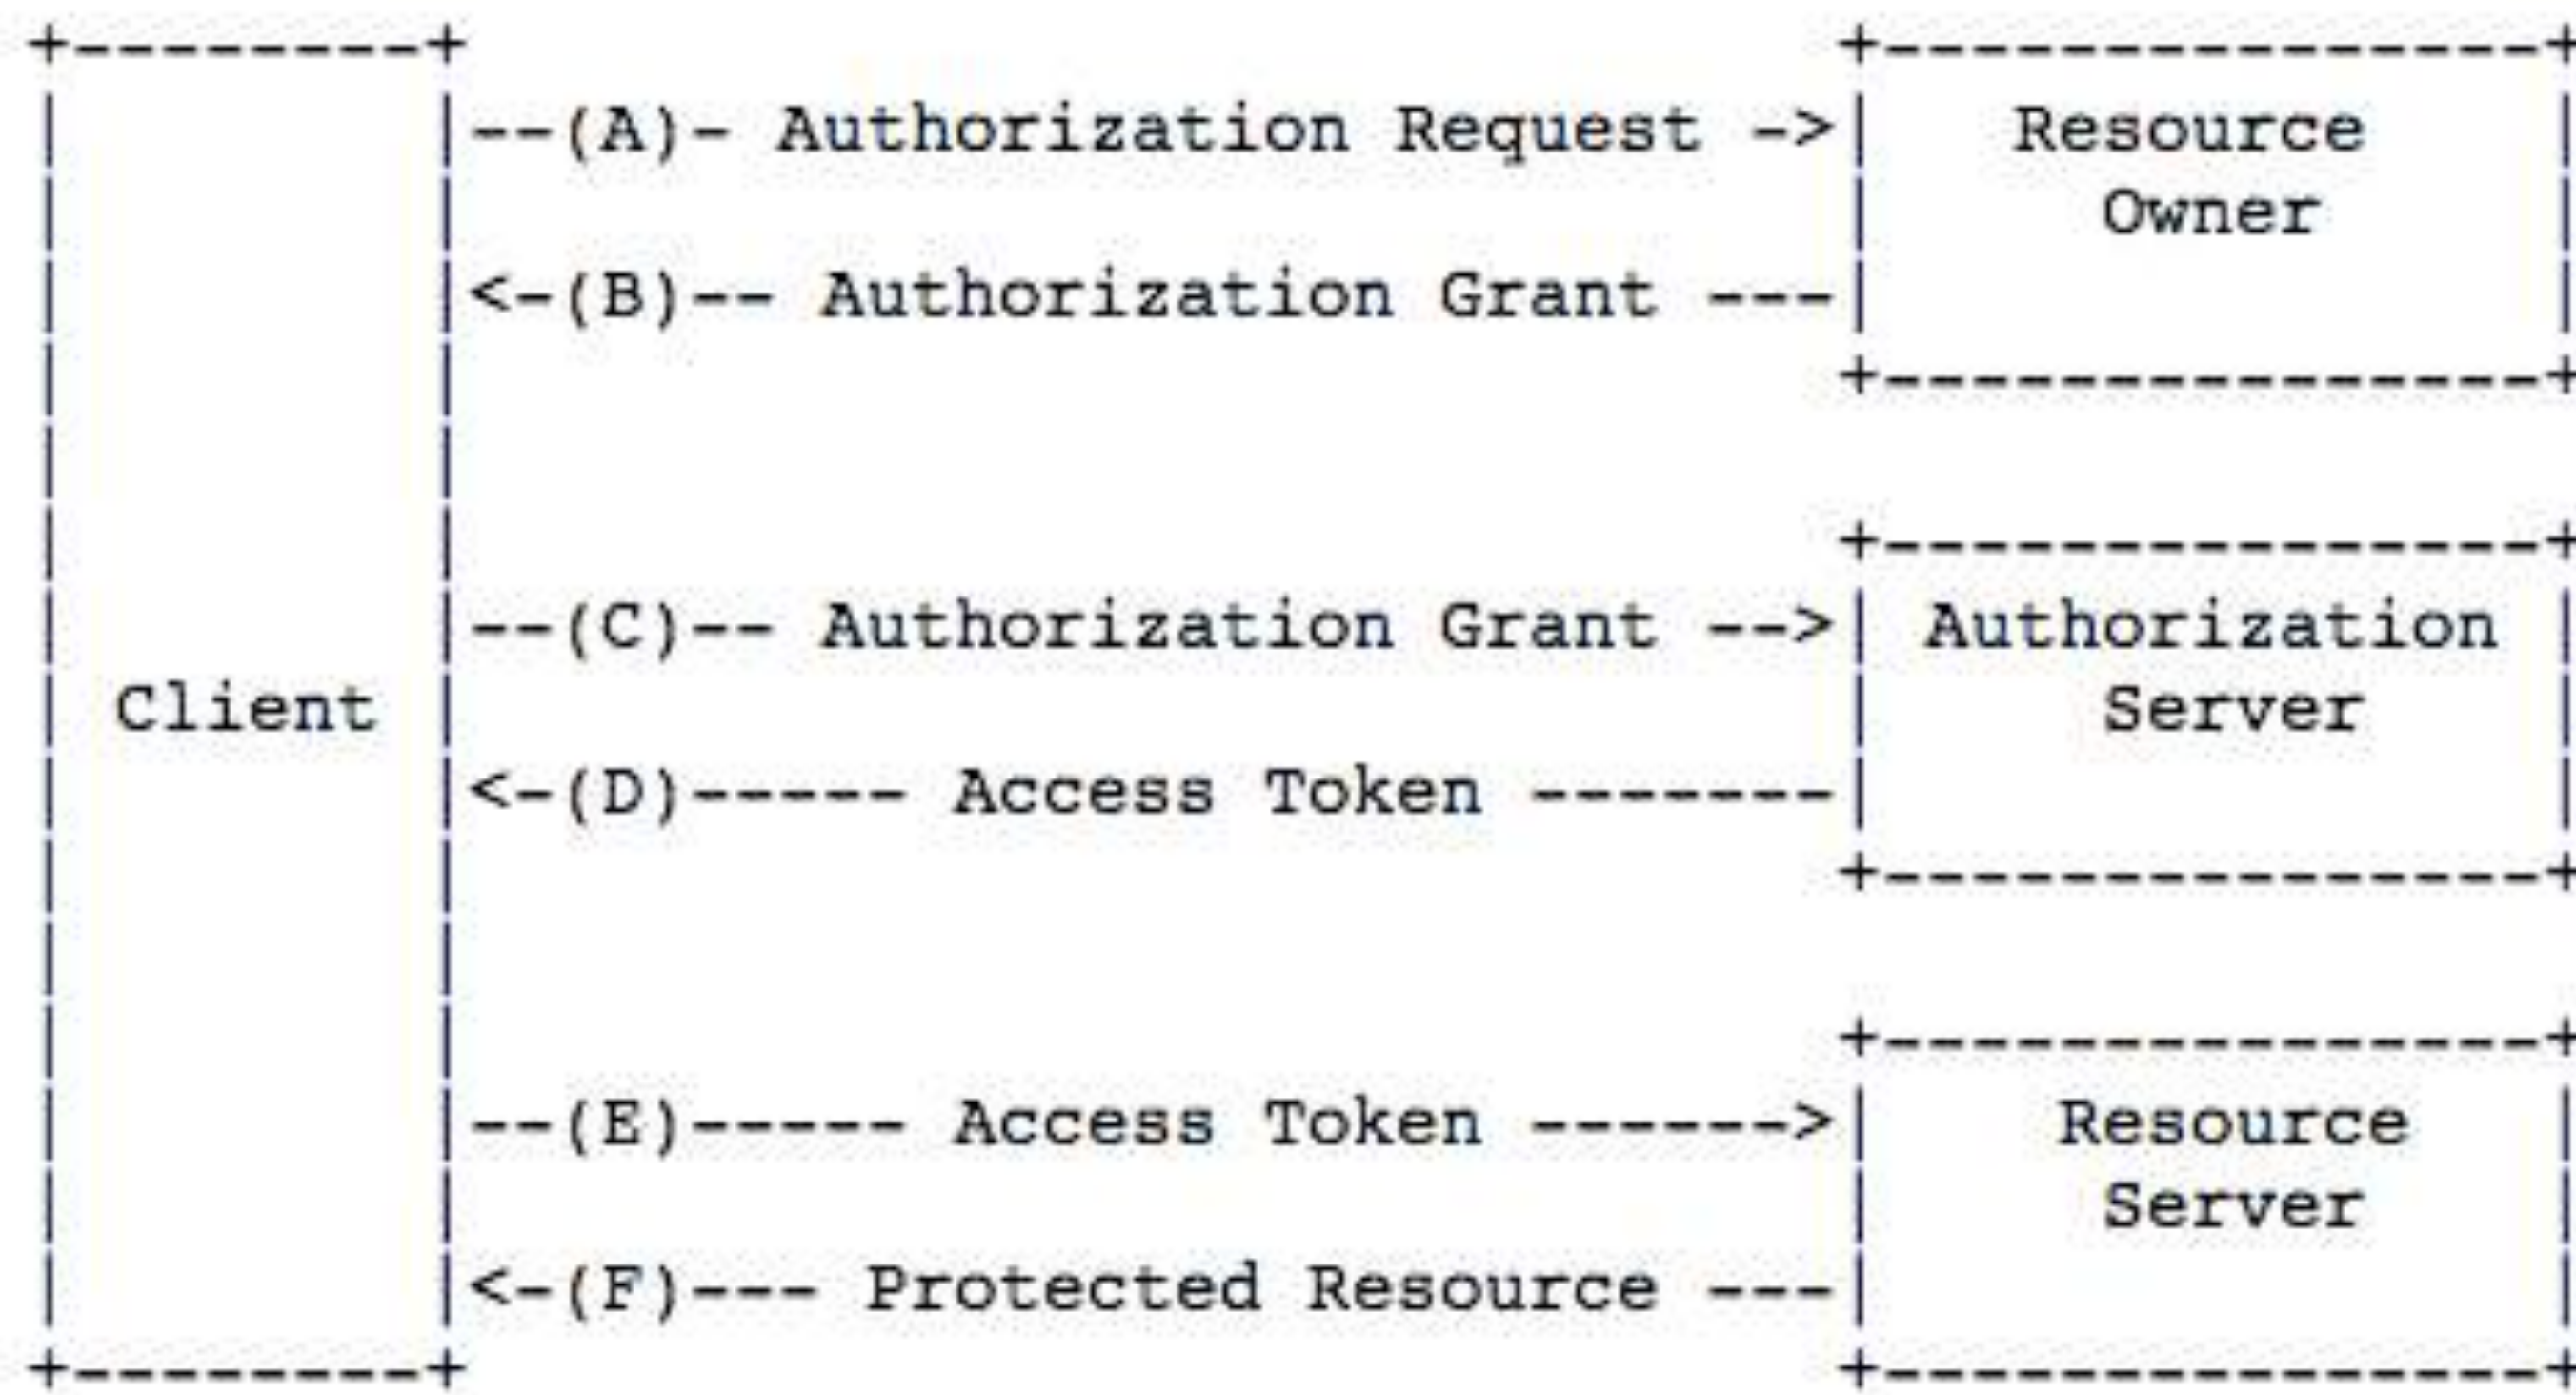 +--------+                               +---------------+
|        |--(A)- Authorization Request ->|   Resource    |
|        |                               |     Owner     |
|        |<-(B)-- Authorization Grant ---|               |
|        |                               +---------------+
|        |
|        |                               +---------------+
|        |--(C)-- Authorization Grant -->| Authorization |
| Client |                               |     Server    |
|        |<-(D)----- Access Token -------|               |
|        |                               +---------------+
|        |
|        |                               +---------------+
|        |--(E)----- Access Token ------>|    Resource   |
|        |                               |     Server    |
|        |<-(F)--- Protected Resource ---|               |
+--------+                               +---------------+